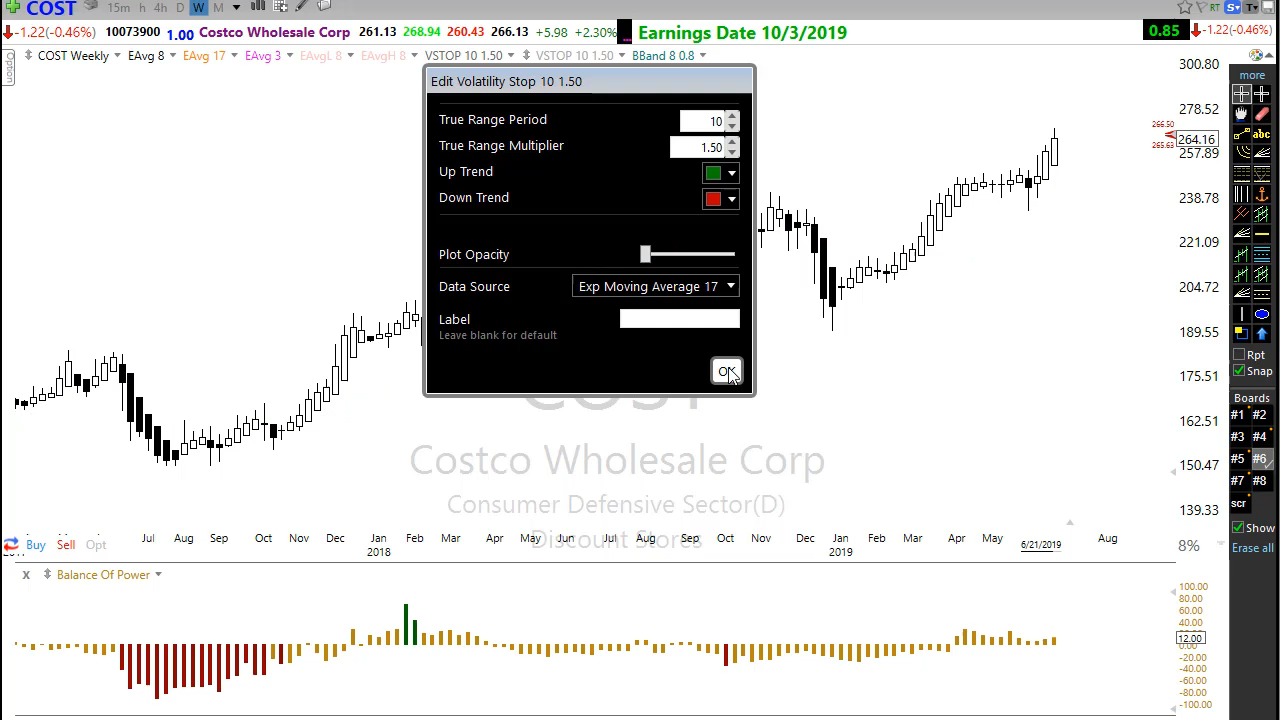 COST 15m h 4h D W M RT S T
-1.22(-0.46%) 10073900 1.00 Costco Wholesale Corp 261.13 268.94 260.43 266.13 +5.98 +2.30% Earnings Date 10/3/2019 0.85 -1.22(-0.46%)
Option COST Weekly EAvg 8 EAvg 17 EAvg 3 EAvgL 8 EAvgH 8 VSTOP 10 1.50 VSTOP 10 1.50 BBand 8 0.8
Edit Volatility Stop 10 1.50
True Range Period 10
True Range Multiplier 1.50
Up Trend
Down Trend
Plot Opacity
Data Source Exp Moving Average 17
Label
Leave blank for default
OK
COST
Costco Wholesale Corp
Consumer Defensive Sector(D)
Discount Stores
300.80
278.52
266.50
264.16
265.63
257.89
238.78
221.09
204.72
189.55
175.51
162.51
150.47
139.33
8%
more
abc
Rpt
Snap
Boards
#1 #2
#3 #4
#5 #6
#7 #8
scr
Show
Erase all
Jul Aug Sep Oct Nov Dec Jan Feb Mar Apr May Jun Jul Aug Sep Oct Nov Dec Jan Feb Mar Apr May 6/21/2019 Aug
2018 2019
Buy Sell Opt
X Balance Of Power
100.00
80.00
60.00
40.00
12.00
0.00
-20.00
-40.00
-60.00
-80.00
-100.00